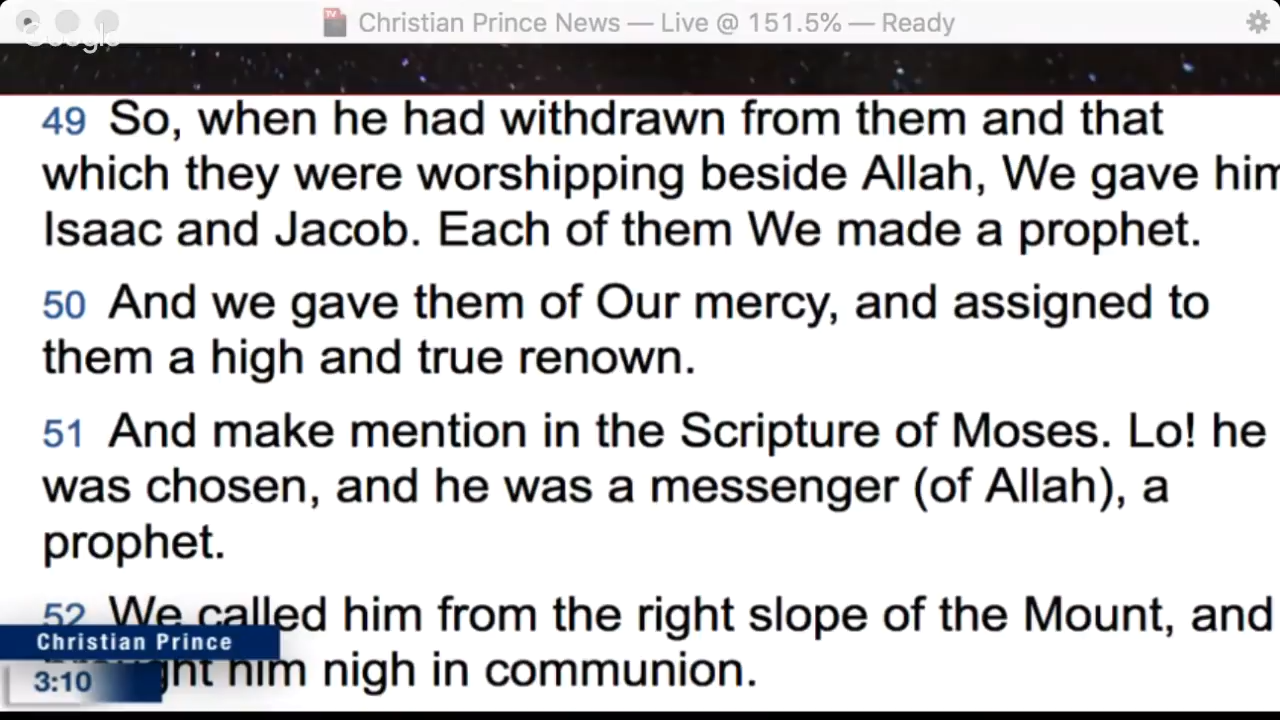 Christian Prince News — Live @ 151.5% — Ready
Google
49 So, when he had withdrawn from them and that
which they were worshipping beside Allah, We gave him
Isaac and Jacob. Each of them We made a prophet.
50 And we gave them of Our mercy, and assigned to
them a high and true renown.
51 And make mention in the Scripture of Moses. Lo! he
was chosen, and he was a messenger (of Allah), a
prophet.
52 We called him from the right slope of the Mount, and
him nigh in communion.
Christian Prince
3:10